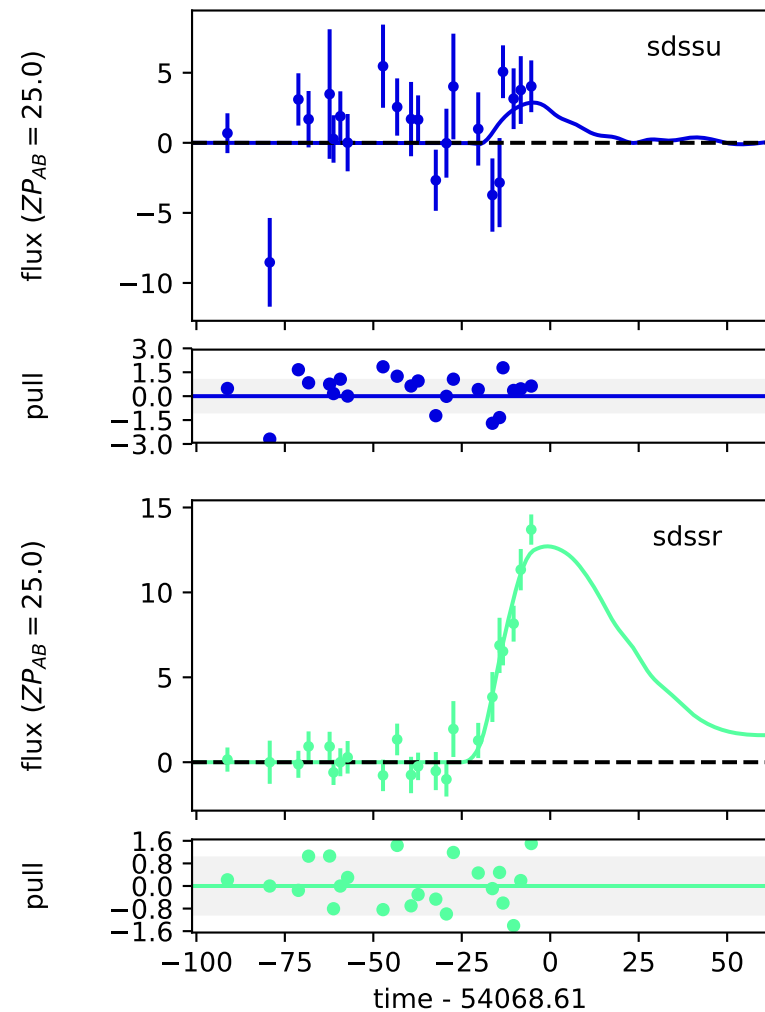 sdssu
flux (ZP_AB = 25.0)
5
0
−5
−10
pull
3.0
1.5
0.0
−1.5
−3.0
sdssr
flux (ZP_AB = 25.0)
15
10
5
0
pull
1.6
0.8
0.0
−0.8
−1.6
−100 −75 −50 −25 0 25 50
time - 54068.61